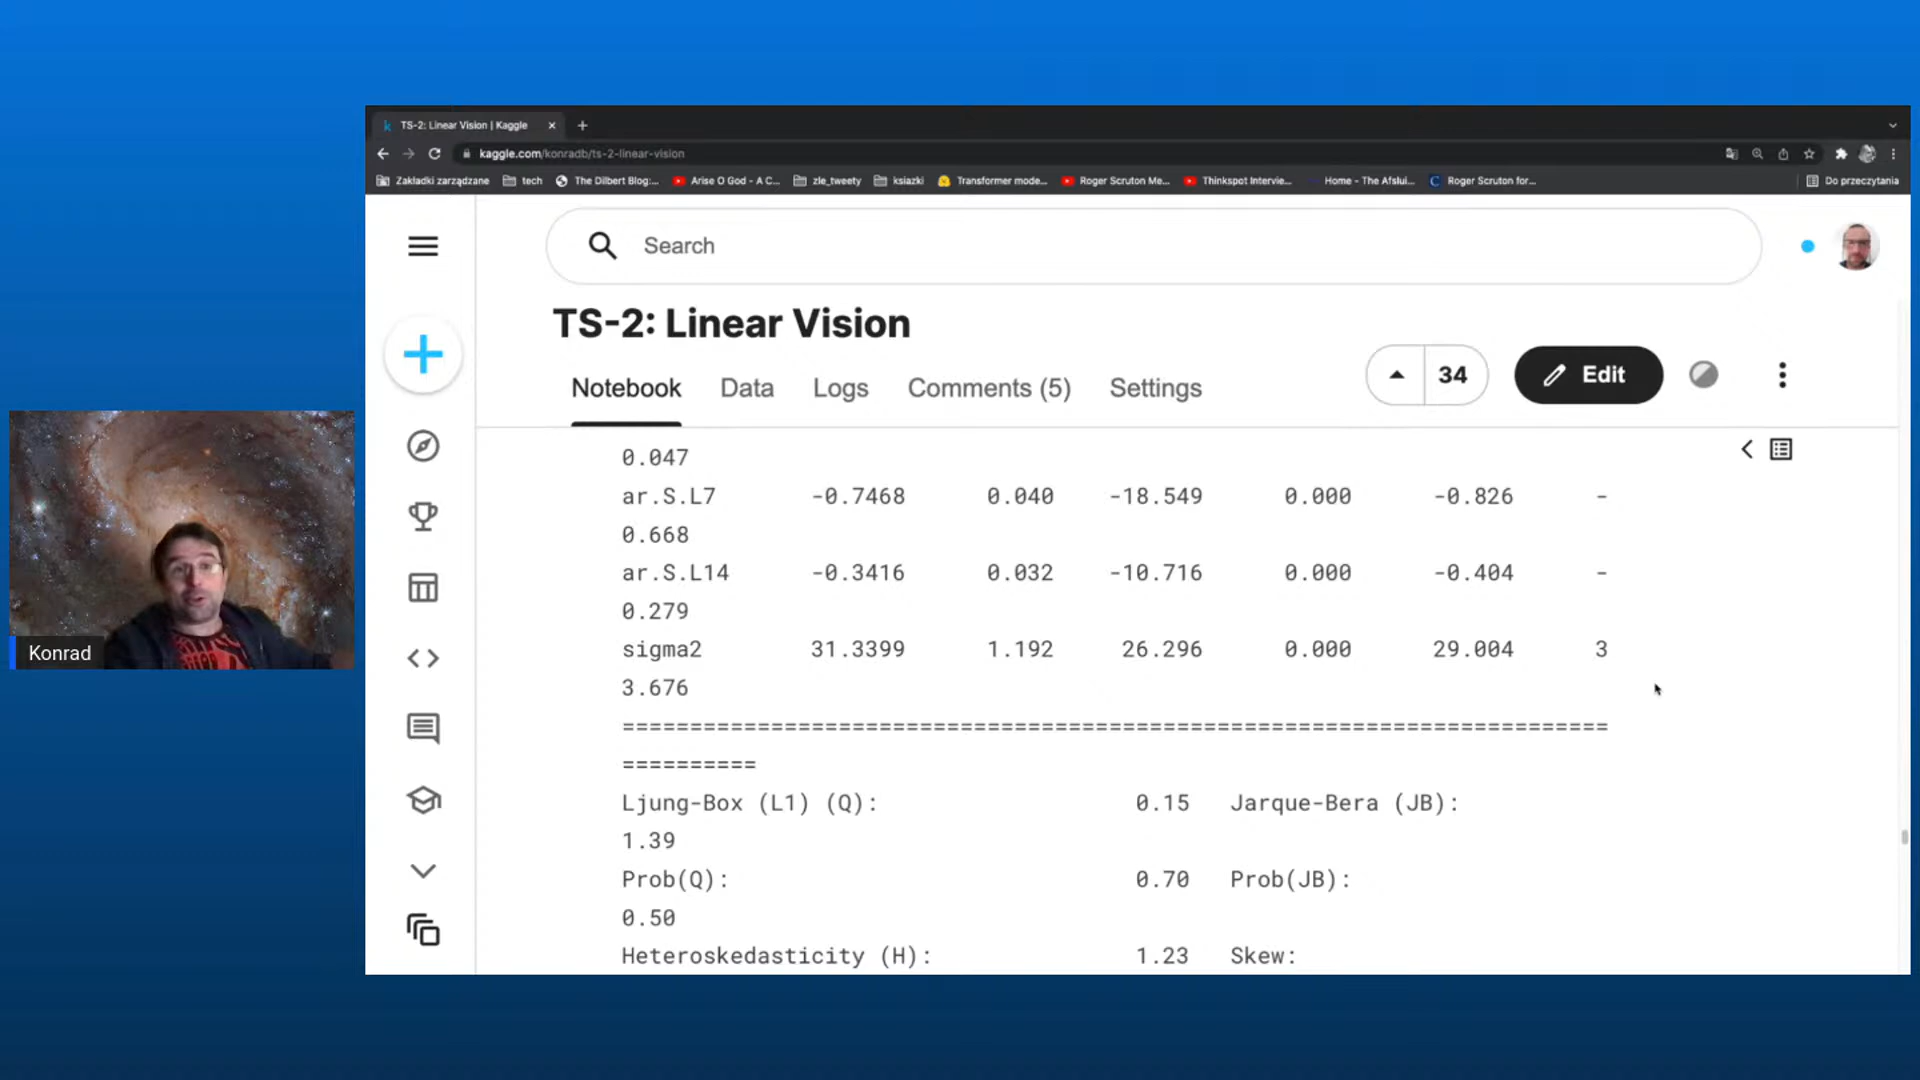 TS-2: Linear Vision | Kaggle
kaggle.com/konradb/ts-2-linear-vision
Zakładki zarządzane tech The Dilbert Blog:... Arise O God - A C... zle_tweety ksiazki Transformer mode... Roger Scruton Me... Thinkspot Intervie... Home - The Afslui... Roger Scruton for... Do przeczytania
Search
TS-2: Linear Vision
Notebook Data Logs Comments (5) Settings 34 Edit
0.047
ar.S.L7 -0.7468 0.040 -18.549 0.000 -0.826 -
0.668
ar.S.L14 -0.3416 0.032 -10.716 0.000 -0.404 -
0.279
sigma2 31.3399 1.192 26.296 0.000 29.004 3
3.676
========================================================================
==========
Ljung-Box (L1) (Q): 0.15 Jarque-Bera (JB):
1.39
Prob(Q): 0.70 Prob(JB):
0.50
Heteroskedasticity (H): 1.23 Skew:
Konrad